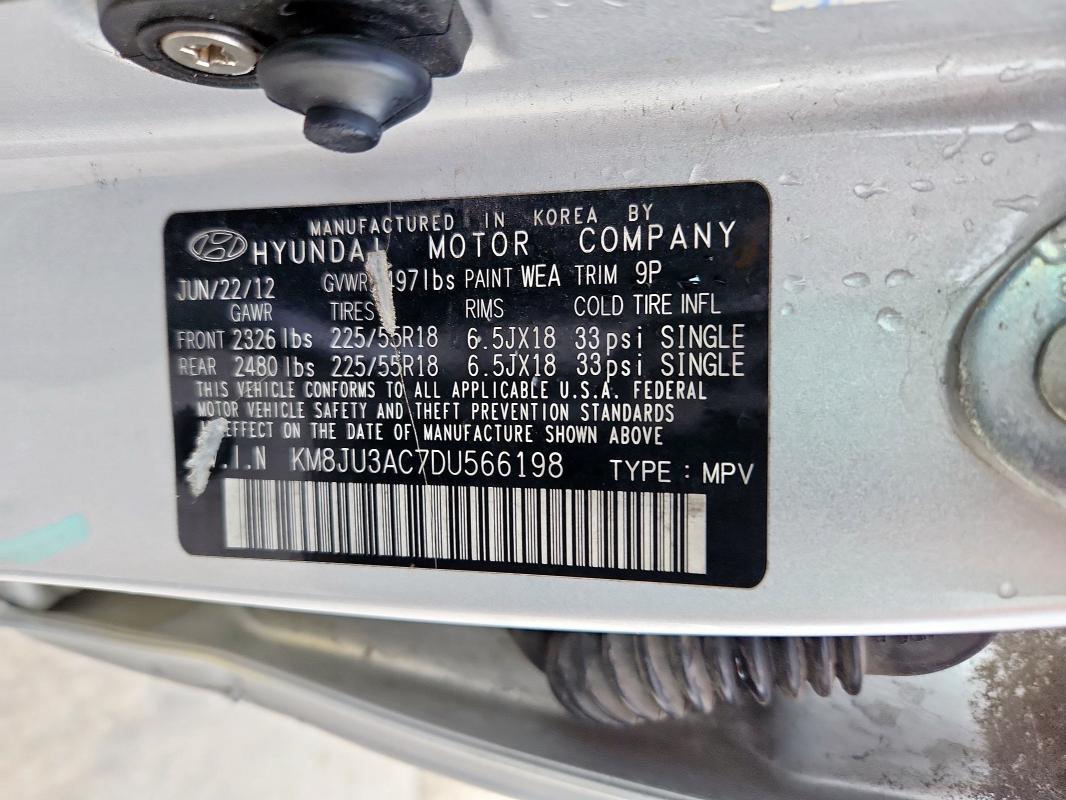 MANUFACTURED IN KOREA BY
HYUNDAI MOTOR COMPANY
JUN/22/12 GVWR 497lbs PAINT WEA TRIM 9P
GAWR TIRES RIMS COLD TIRE INFL
FRONT 2326 lbs 225/55R18 6.5JX18 33psi SINGLE
REAR 2480 lbs 225/55R18 6.5JX18 33psi SINGLE
THIS VEHICLE CONFORMS TO ALL APPLICABLE U.S.A. FEDERAL
MOTOR VEHICLE SAFETY AND THEFT PREVENTION STANDARDS
EFFECT ON THE DATE OF MANUFACTURE SHOWN ABOVE
.I.N KM8JU3AC7DU566198 TYPE : MPV